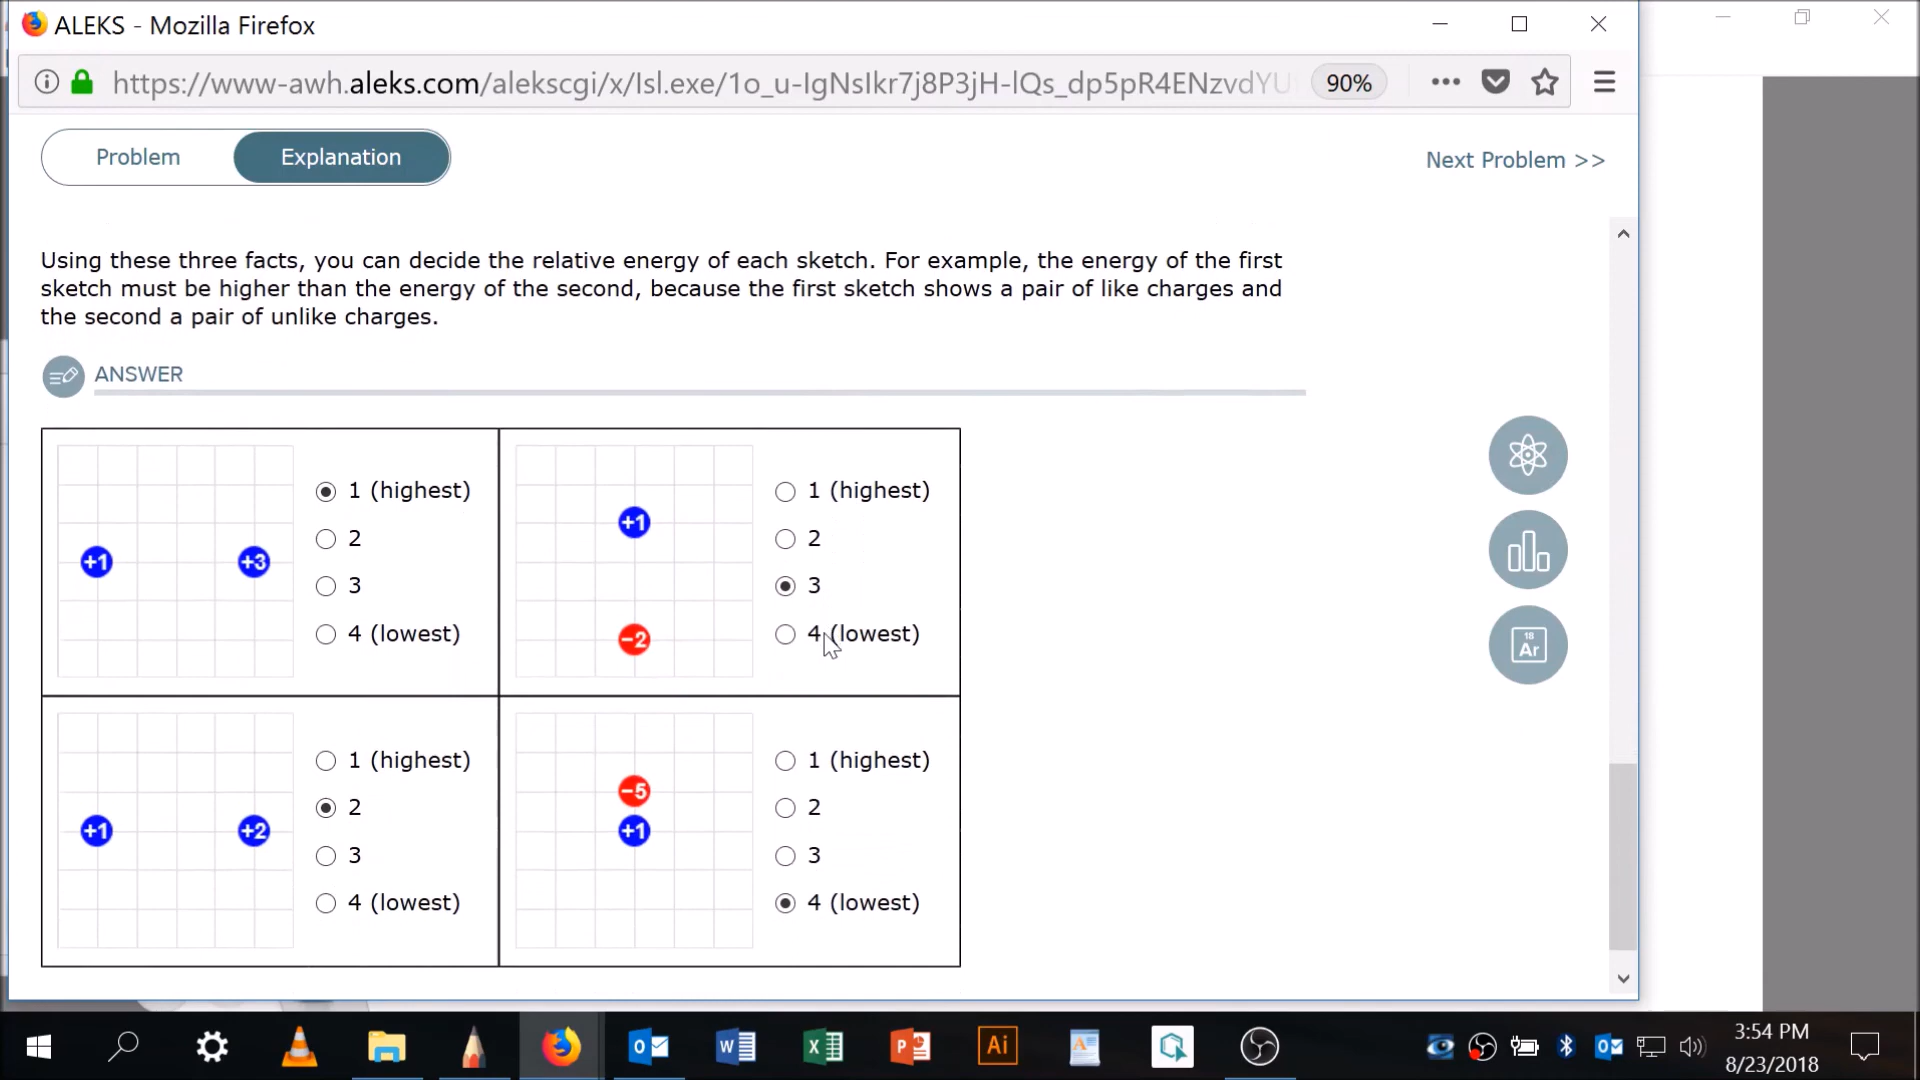 ALEKS - Mozilla Firefox
https://www-awh.aleks.com/alekscgi/x/Isl.exe/1o_u-IgNsIkr7j8P3jH-lQs_dp5pR4ENzvdYU
90%
Problem
Explanation
Next Problem >>
Using these three facts, you can decide the relative energy of each sketch. For example, the energy of the first
sketch must be higher than the energy of the second, because the first sketch shows a pair of like charges and
the second a pair of unlike charges.
ANSWER
+1
+3
1 (highest)
2
3
4 (lowest)
+1
−2
1 (highest)
2
3
4 (lowest)
+1
+2
1 (highest)
2
3
4 (lowest)
−5
+1
1 (highest)
2
3
4 (lowest)
18
Ar
Ai
3:54 PM
8/23/2018